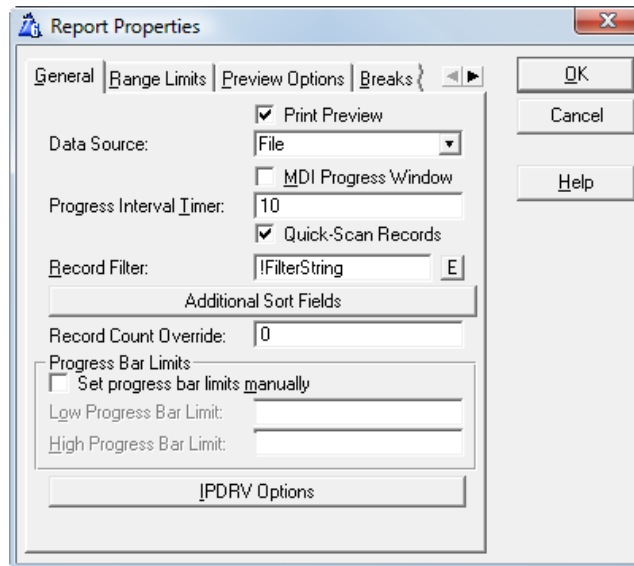 Report Properties
General Range Limits Preview Options Breaks
OK
Print Preview
Cancel
Data Source: File
MDI Progress Window
Help
Progress Interval Timer: 10
Quick-Scan Records
Record Filter: !FilterString E
Additional Sort Fields
Record Count Override: 0
Progress Bar Limits
Set progress bar limits manually
Low Progress Bar Limit:
High Progress Bar Limit:
IPDRV Options